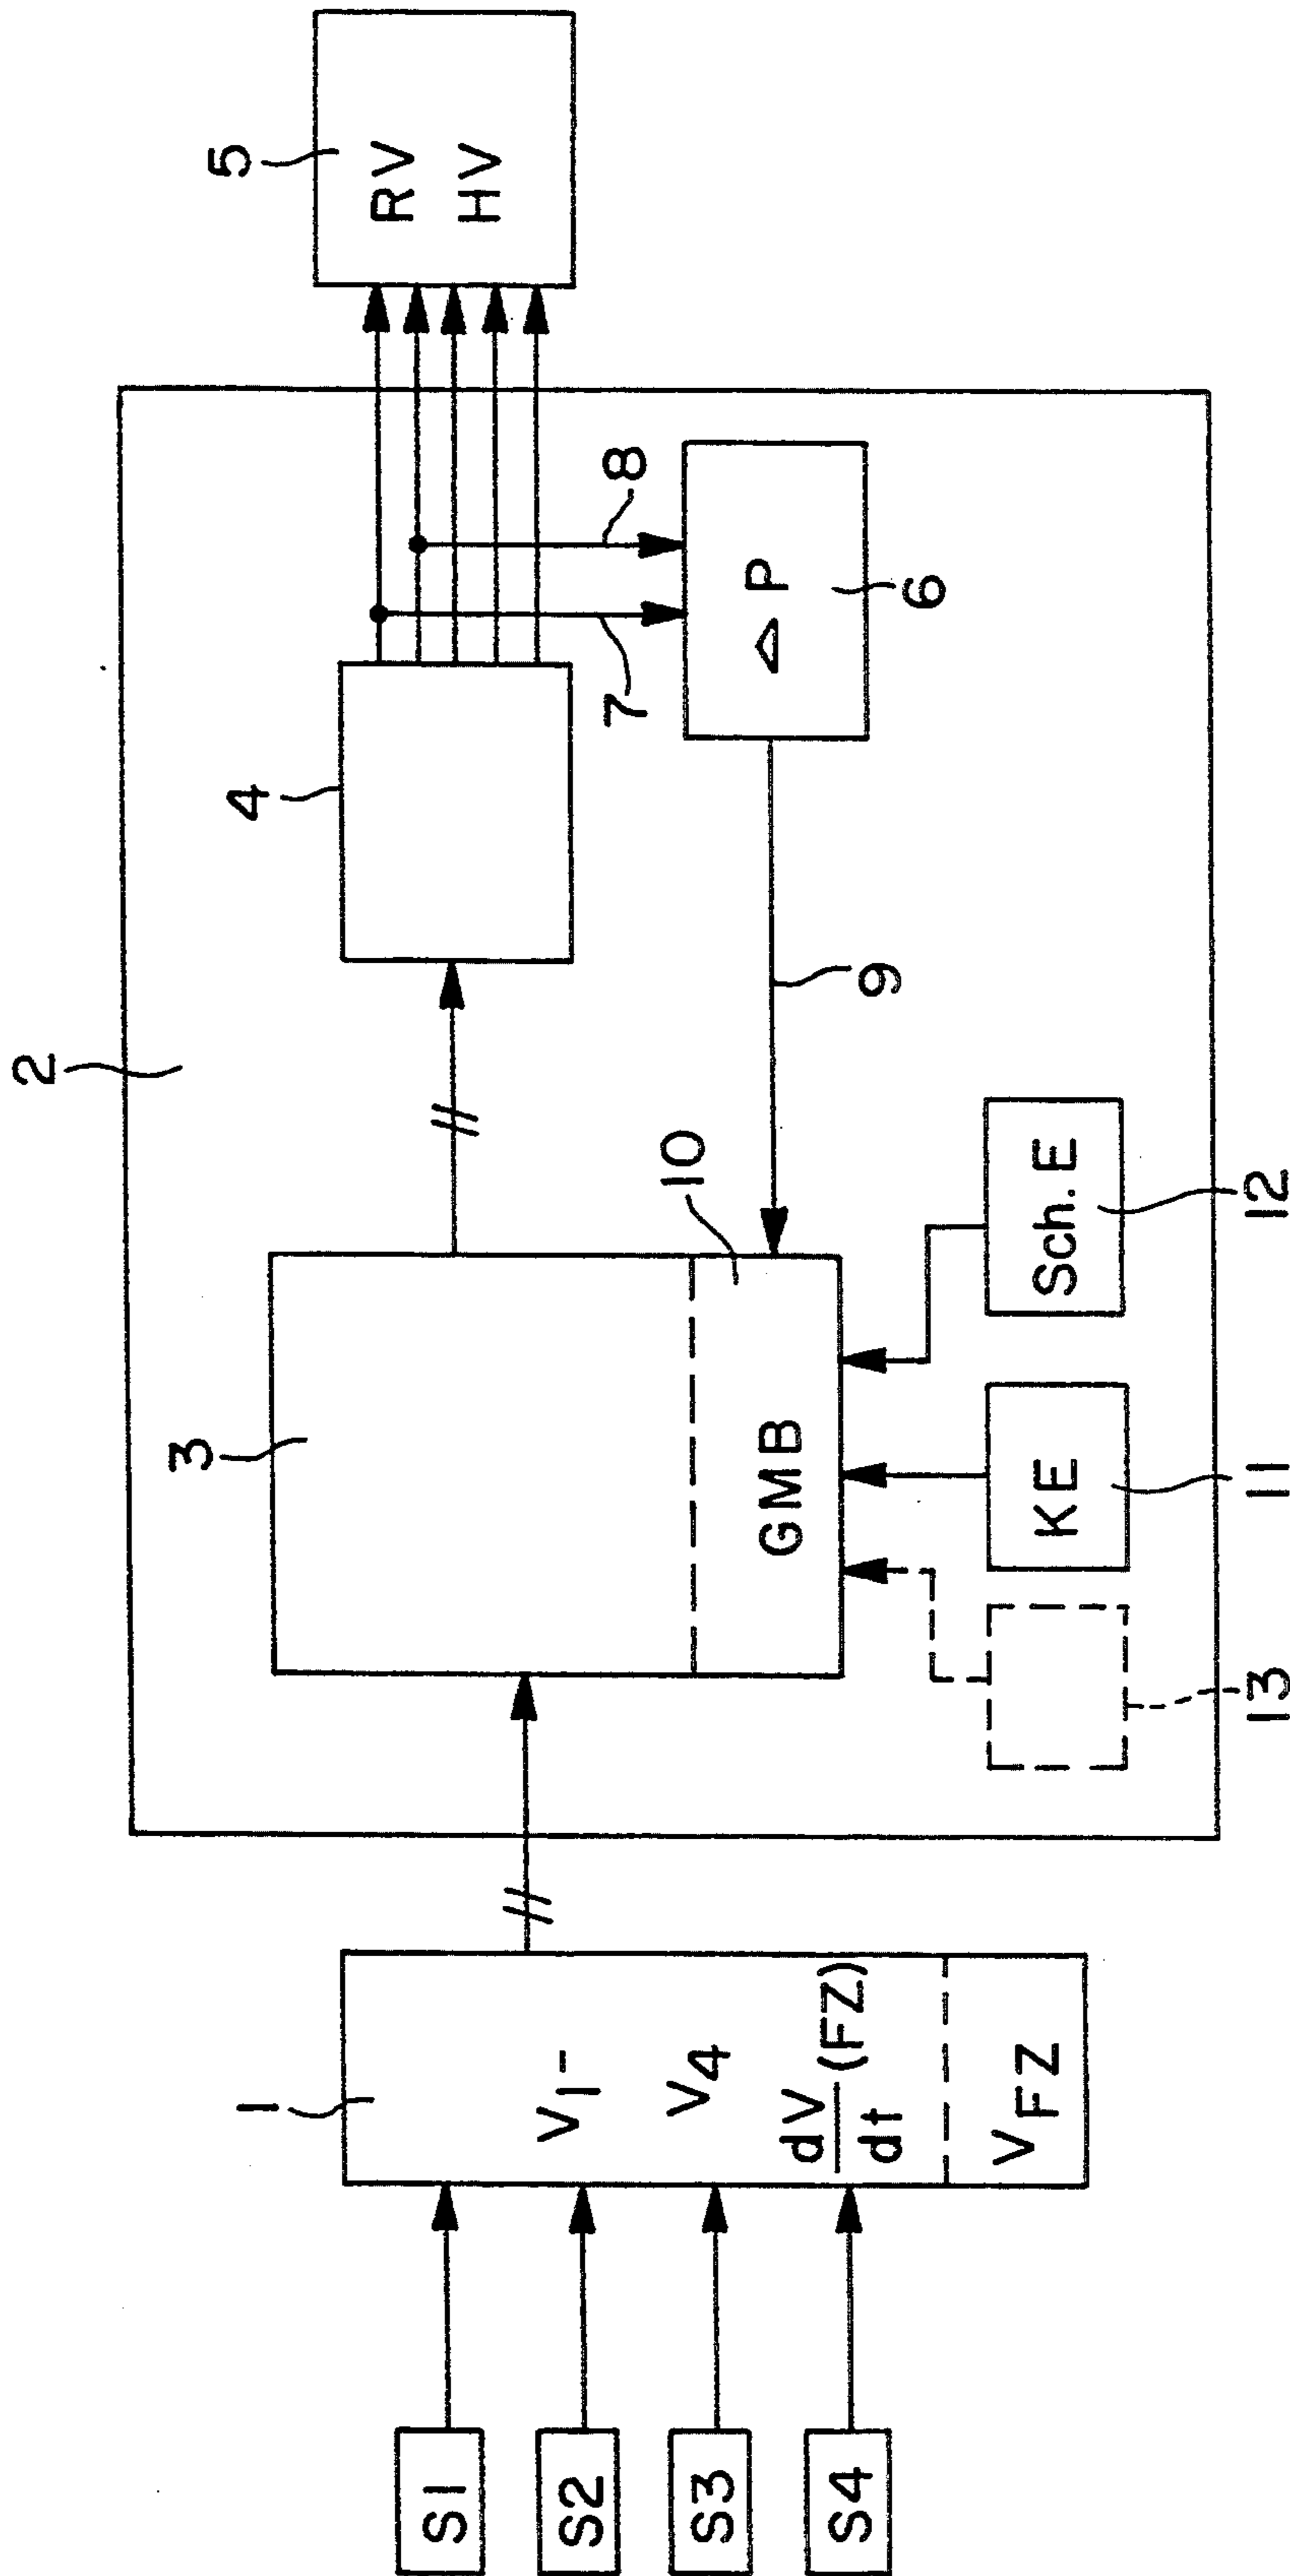 S1
S2
S3
S4
1
V1-
V4
dV
dt
(FZ)
VFZ
2
3
GMB
10
4
5
RV
HV
7
8
ΔP
6
9
13
KE
11
Sch. E
12